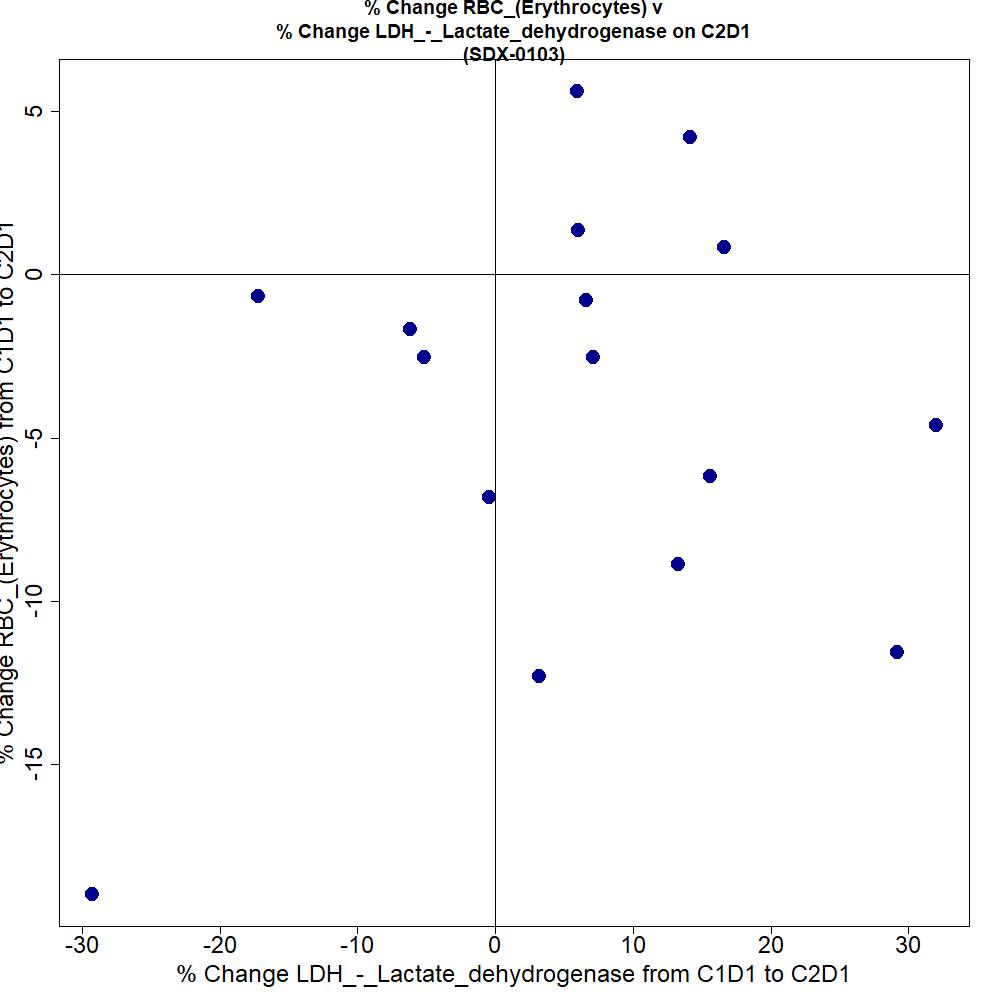 % Change RBC_(Erythrocytes) v
% Change LDH_-_Lactate_dehydrogenase on C2D1
(SDX-0103)
% Change RBC_(Erythrocytes) from C1D1 to C2D1
5
0
-5
-10
-15
-30
-20
-10
0
10
20
30
% Change LDH_-_Lactate_dehydrogenase from C1D1 to C2D1